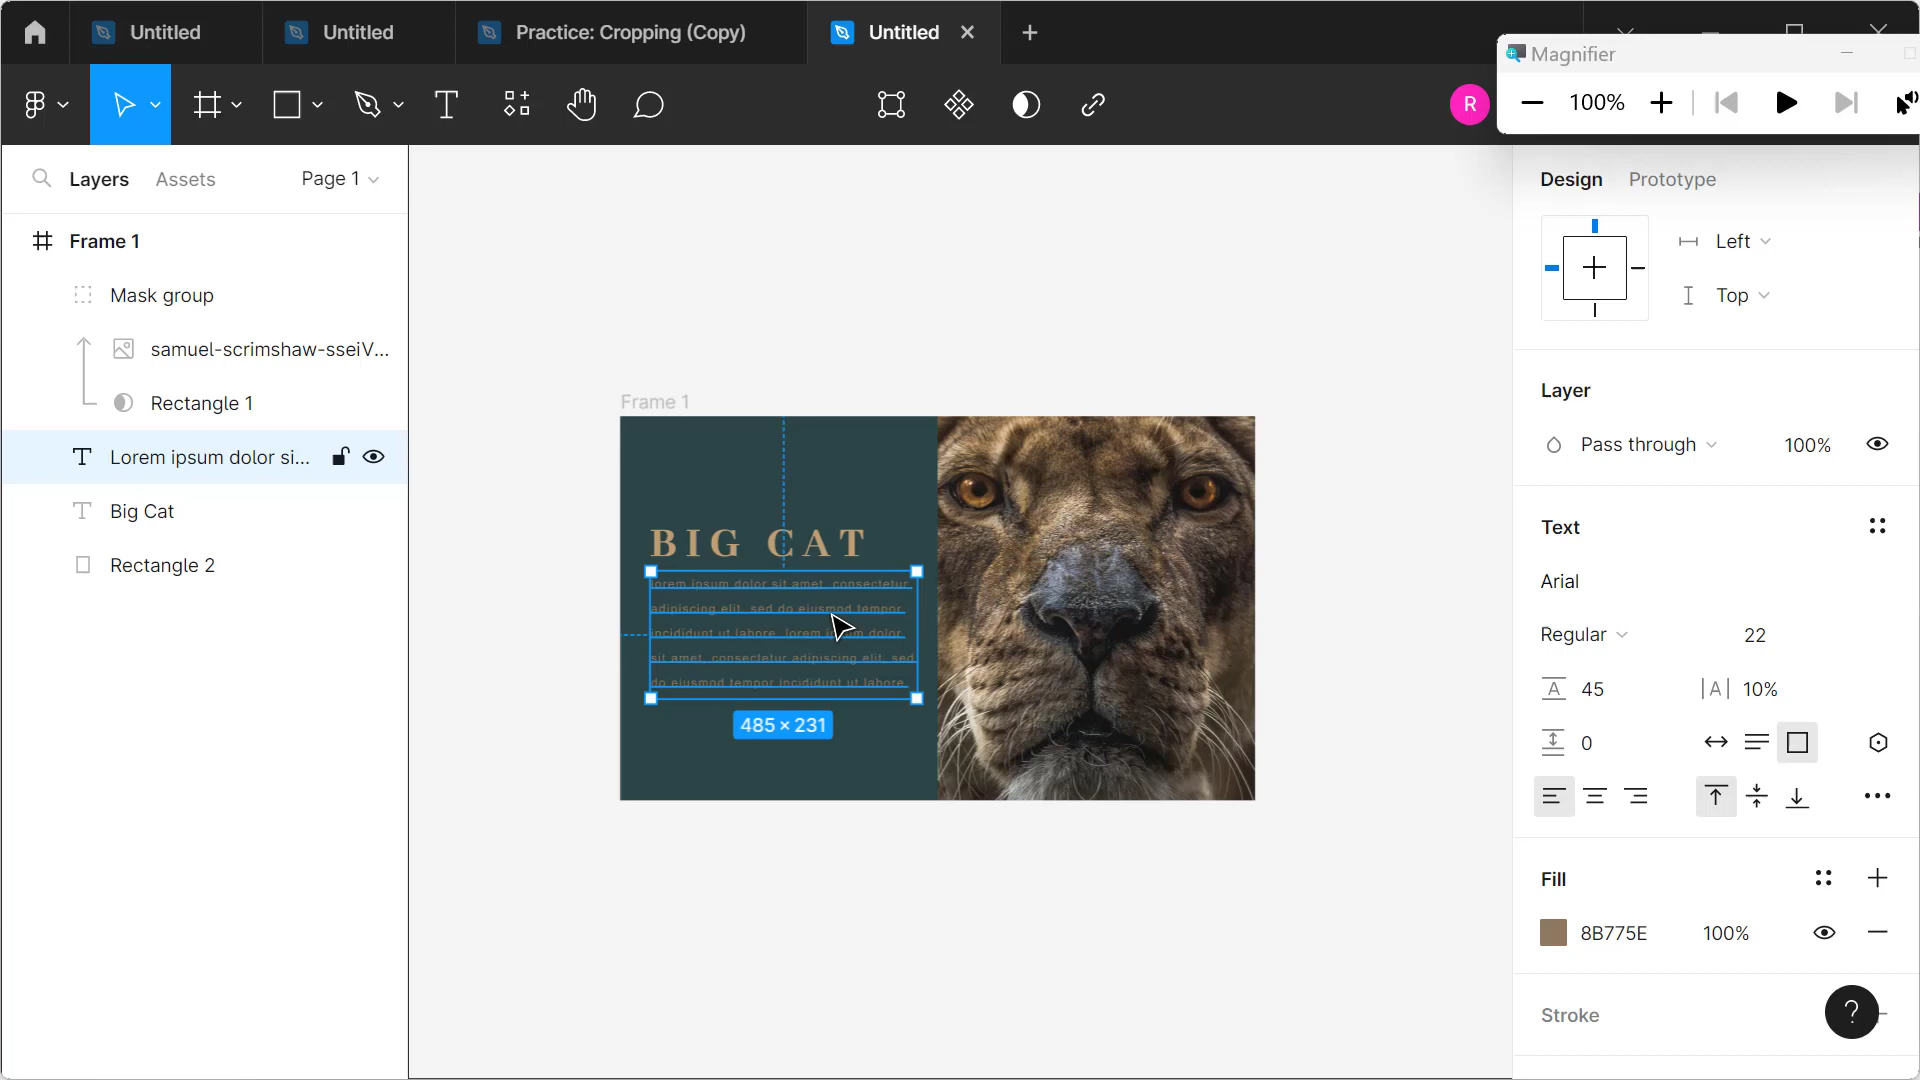 Untitled
Untitled
Practice: Cropping (Copy)
Untitled
Magnifier
100%
R
Layers
Assets
Page 1
Design
Prototype
Frame 1
Mask group
samuel-scrimshaw-sseiV...
Rectangle 1
Lorem ipsum dolor si...
Big Cat
Rectangle 2
Frame 1
BIG CAT
lorem ipsum dolor sit amet, consectetur
adipiscing elit, sed do eiusmod tempor
incididunt ut labore. lorem ipsum dolor
sit amet, consectetur adipiscing elit, sed
do eiusmod tempor incididunt ut labore.
485 × 231
Left
Top
Layer
Pass through
100%
Text
Arial
Regular
22
A
45
|A|
10%
0
Fill
8B775E
100%
Stroke
?